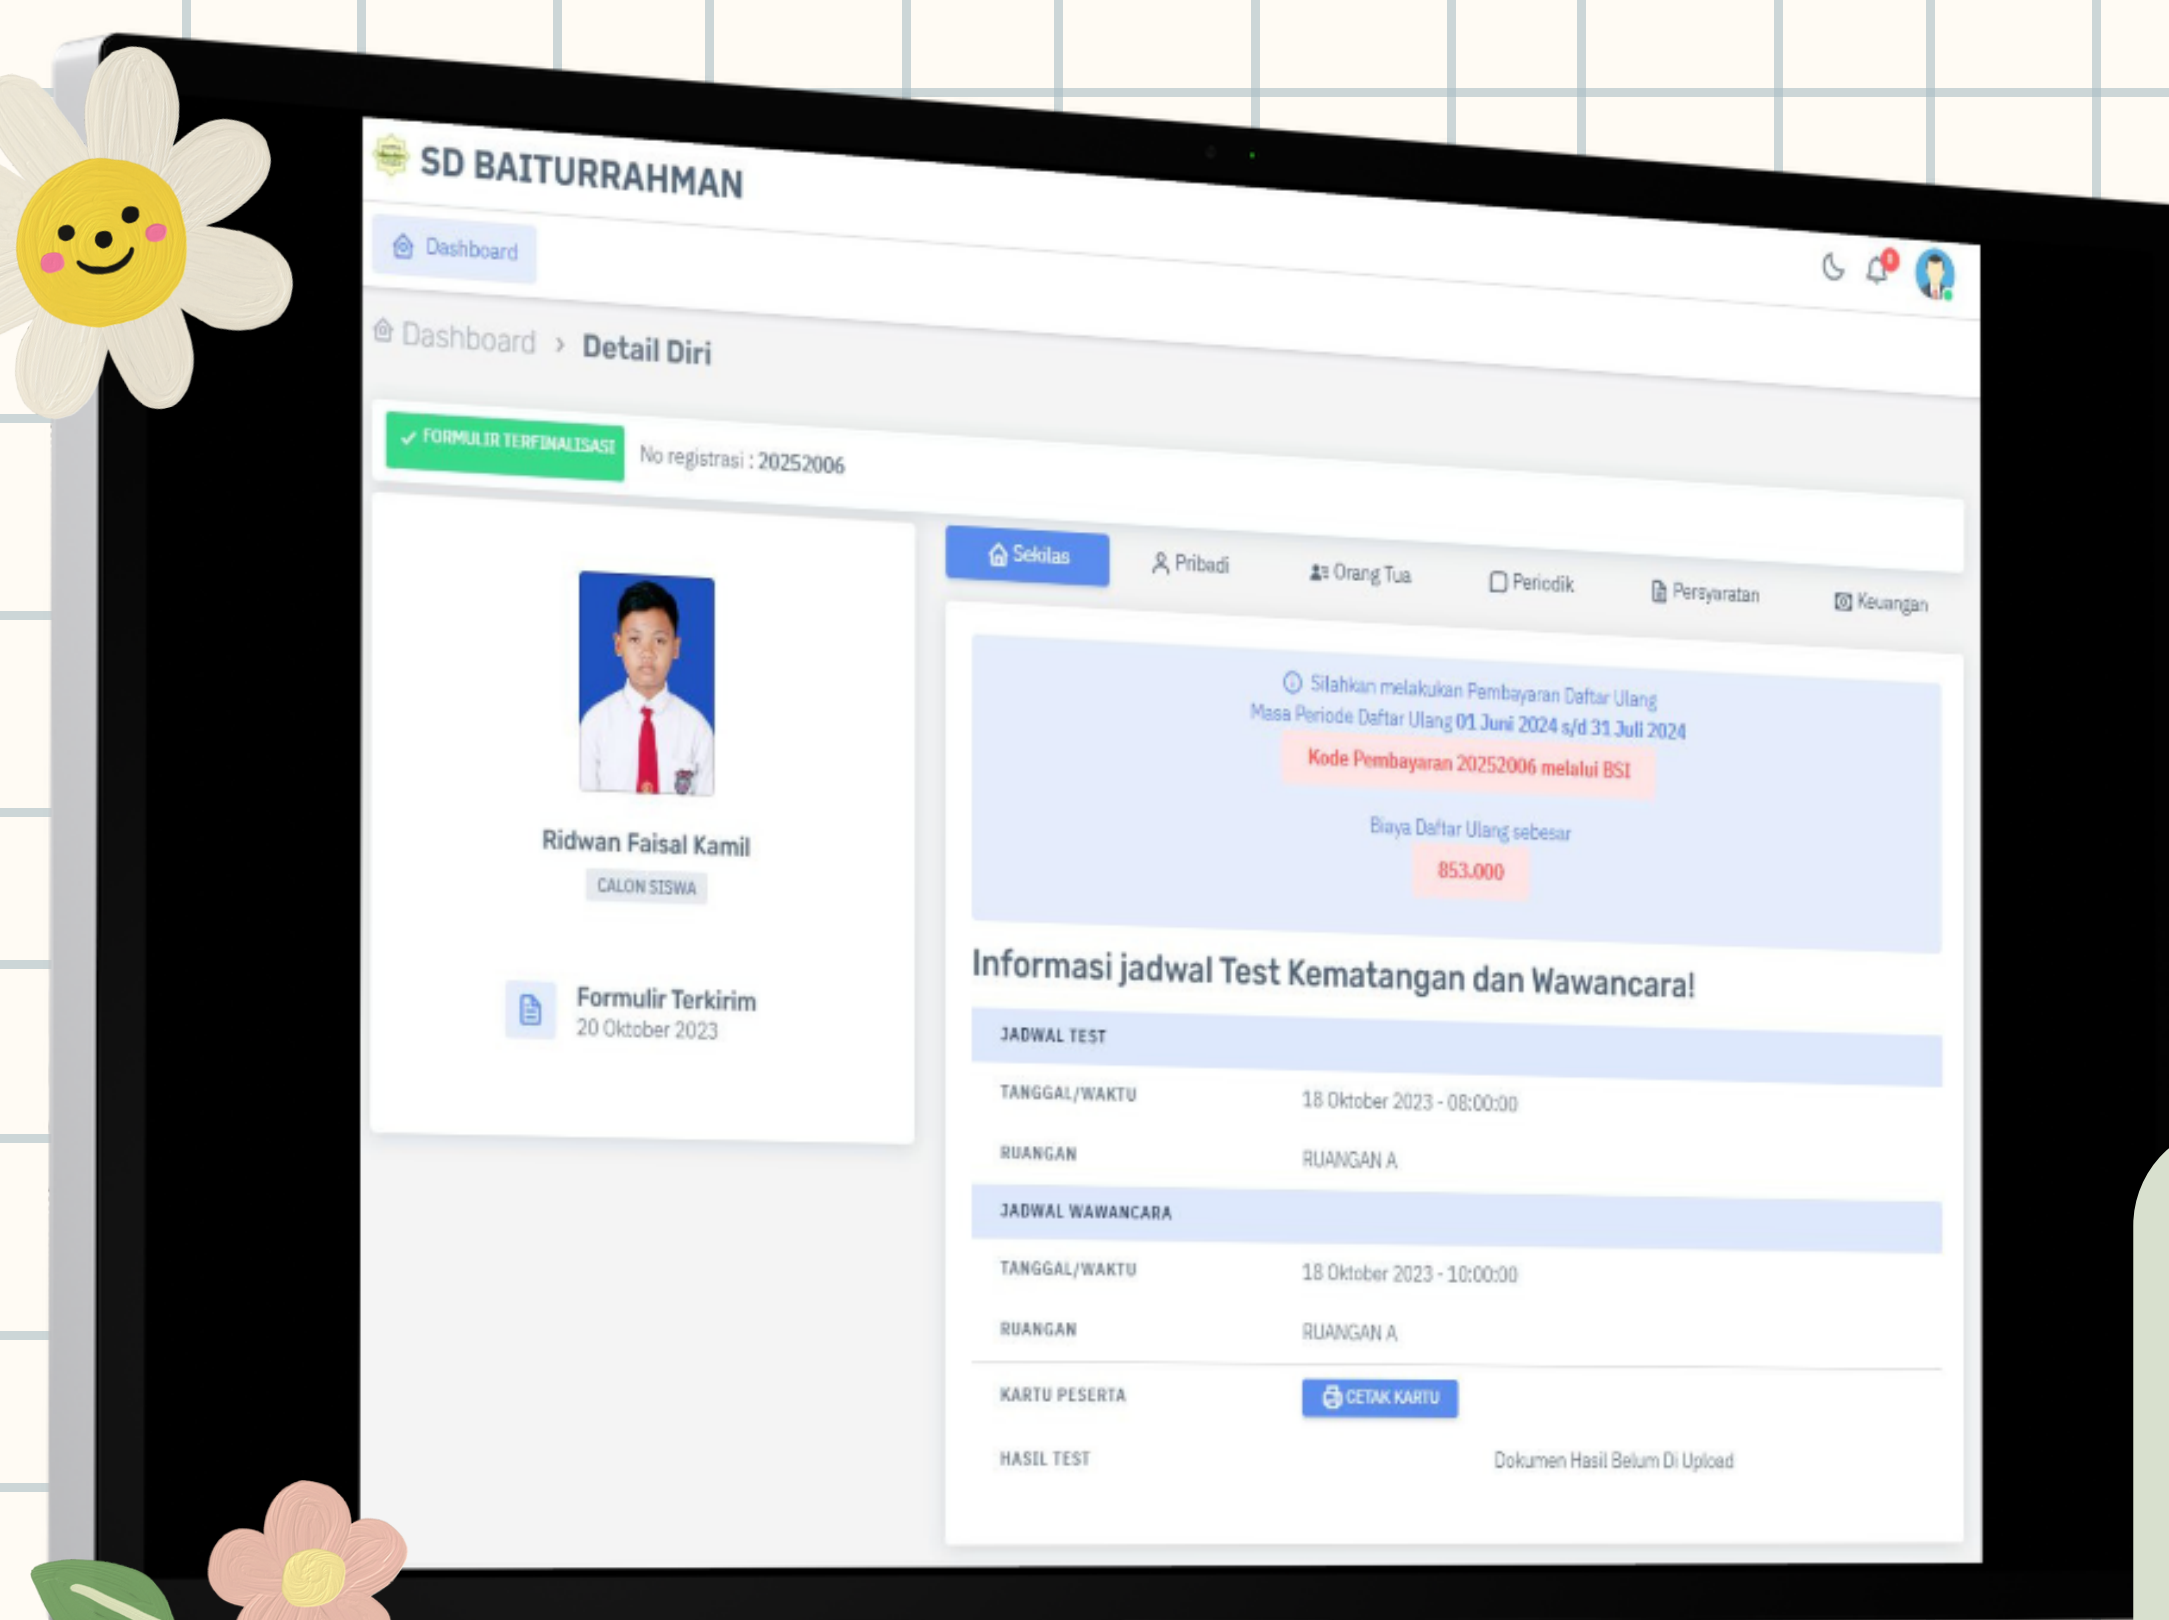 SD BAITURRAHMAN
Dashboard
Dashboard > Detail Diri
FORMULIR TERFINALISASI
No registrasi : 20252006
Sekilas
Pribadi
Orang Tua
Periodik
Persyaratan
Keuangan
Ridwan Faisal Kamil
CALON SISWA
Formulir Terkirim
20 Oktober 2023
Silahkan melakukan Pembayaran Daftar Ulang
Masa Periode Daftar Ulang 01 Juni 2024 s/d 31 Juli 2024
Kode Pembayaran 20252006 melalui BSI
Biaya Daftar Ulang sebesar
853.000
Informasi jadwal Test Kematangan dan Wawancara!
JADWAL TEST
TANGGAL/WAKTU 18 Oktober 2023 - 08:00:00
RUANGAN RUANGAN A
JADWAL WAWANCARA
TANGGAL/WAKTU 18 Oktober 2023 - 10:00:00
RUANGAN RUANGAN A
KARTU PESERTA CETAK KARTU
HASIL TEST Dokumen Hasil Belum Di Upload